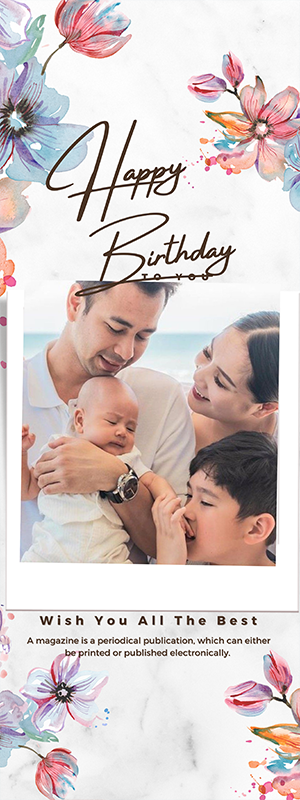 Happy
Birthday
TO YOU
Wish You All The Best
A magazine is a periodical publication, which can either
be printed or published electronically.